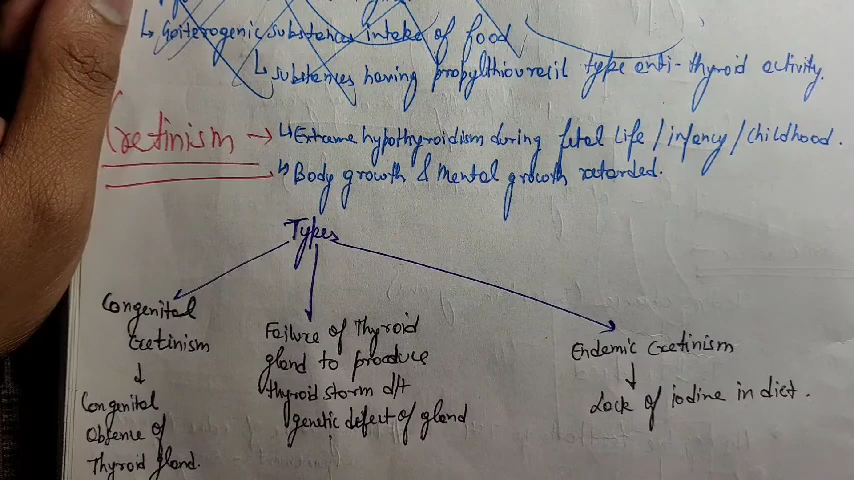 ↳ Goiterogenic substances intake of food
↳ substances having propylthiouracil type anti-thyroid activity.
Cretinism → ↳ Extreme hypothyroidism during fetal life / infancy / childhood.
↳ Body growth & Mental growth retarded.
Types
Congenital
Cretinism
↓
Congenital
Absence of
Thyroid gland.
Failure of Thyroid
gland to produce
thyroid storm d/t
genetic defect of gland
Endemic Cretinism
↓
Lack of iodine in diet.